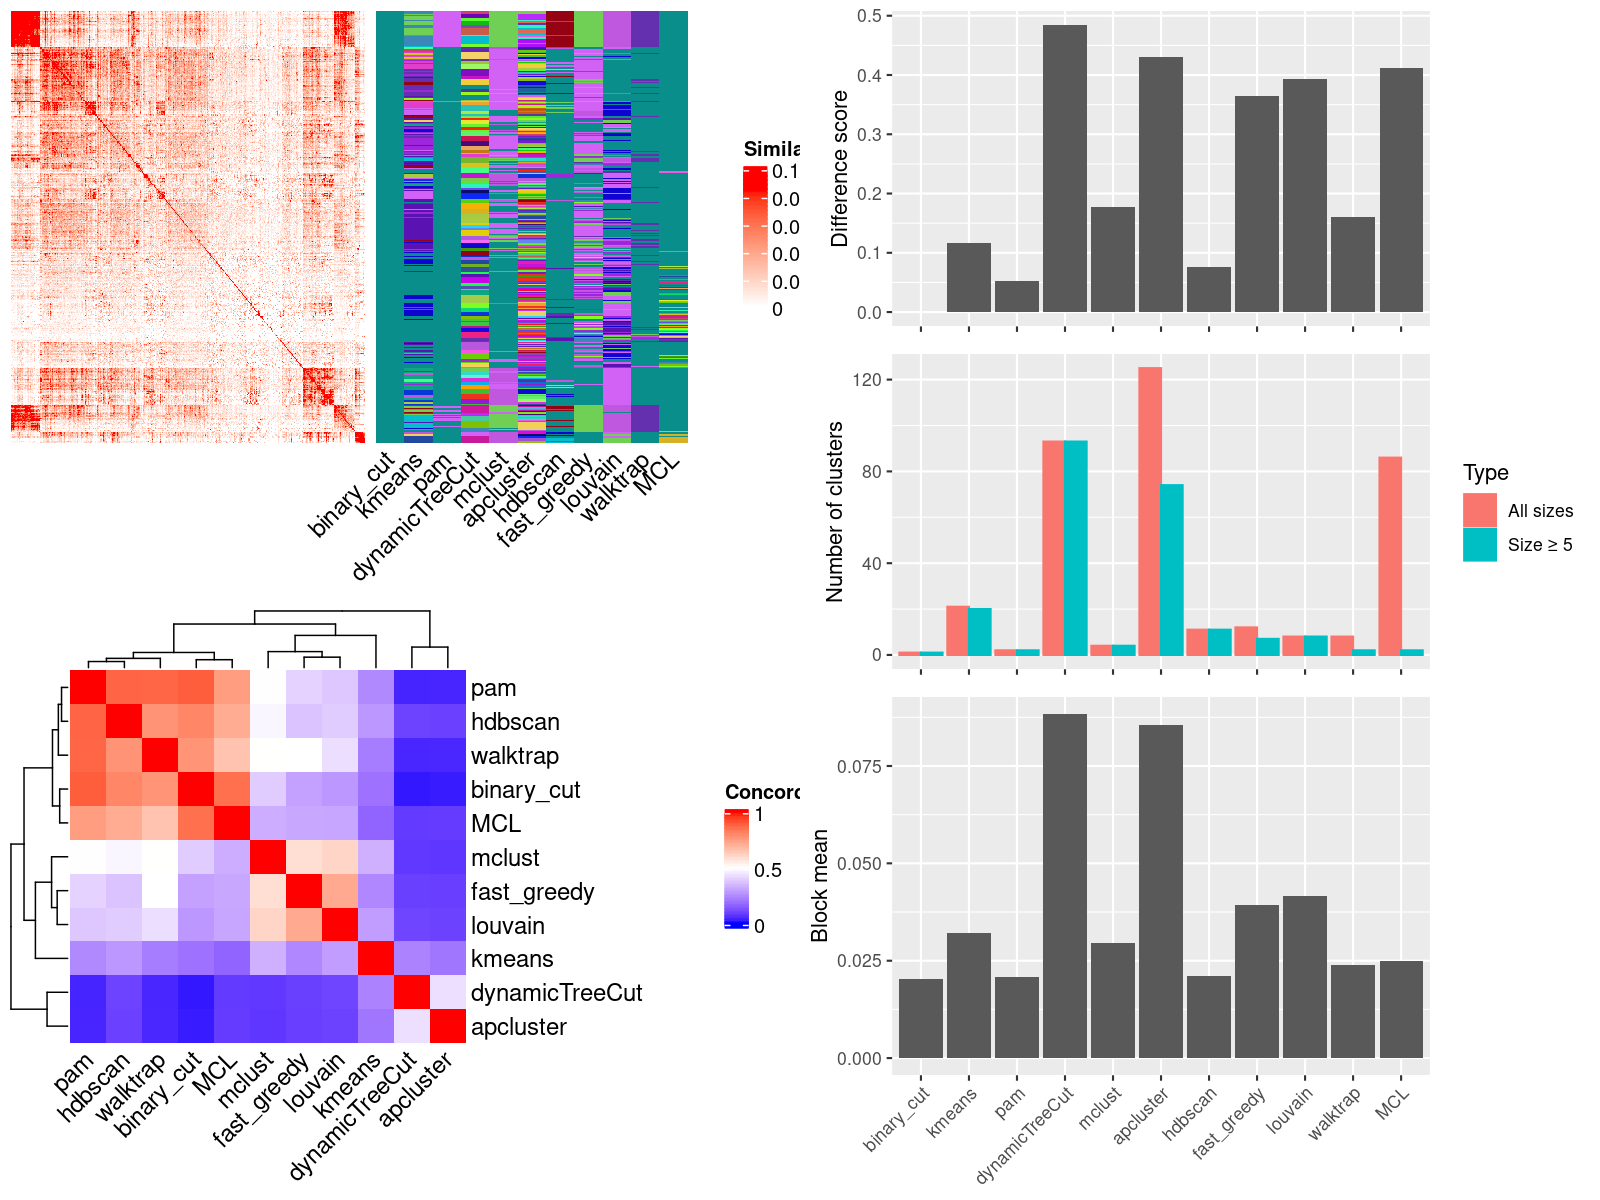 Simila
0.1
0.0
0.0
0.0
0.0
0
binary_cut
kmeans
pam
dynamicTreeCut
mclust
apcluster
hdbscan
fast_greedy
louvain
walktrap
MCL
pam
hdbscan
walktrap
binary_cut
MCL
mclust
fast_greedy
louvain
kmeans
dynamicTreeCut
apcluster
pam
hdbscan
walktrap
binary_cut
MCL
mclust
fast_greedy
louvain
kmeans
dynamicTreeCut
apcluster
Concord
1
0.5
0
Difference score
0.5
0.4
0.3
0.2
0.1
0.0
Number of clusters
120
80
40
0
Type
All sizes
Size ≥ 5
Block mean
0.075
0.050
0.025
0.000
binary_cut
kmeans
pam
dynamicTreeCut
mclust
apcluster
hdbscan
fast_greedy
louvain
walktrap
MCL